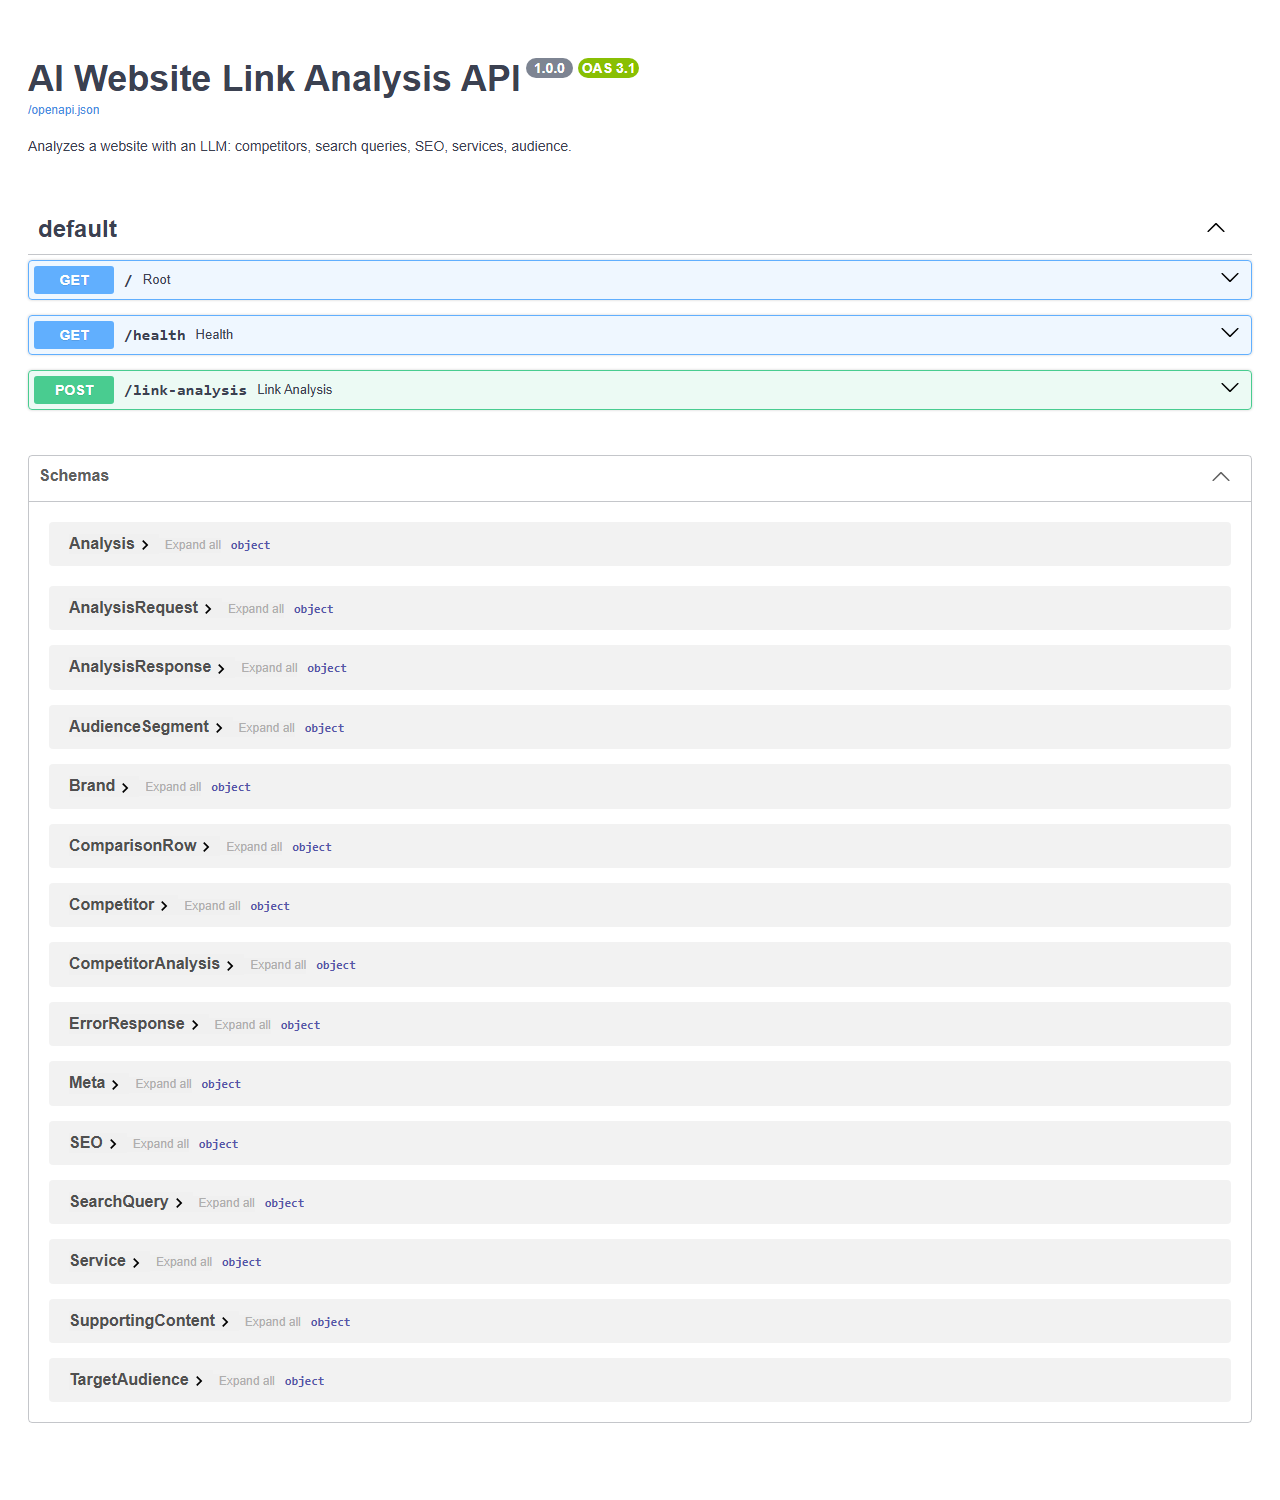 AI Website Link Analysis API 1.0.0 OAS 3.1
/openapi.json
Analyzes a website with an LLM: competitors, search queries, SEO, services, audience.
default
GET / Root
GET /health Health
POST /link-analysis Link Analysis
Schemas
Analysis Expand all object
AnalysisRequest Expand all object
AnalysisResponse Expand all object
AudienceSegment Expand all object
Brand Expand all object
ComparisonRow Expand all object
Competitor Expand all object
CompetitorAnalysis Expand all object
ErrorResponse Expand all object
Meta Expand all object
SEO Expand all object
SearchQuery Expand all object
Service Expand all object
SupportingContent Expand all object
TargetAudience Expand all object